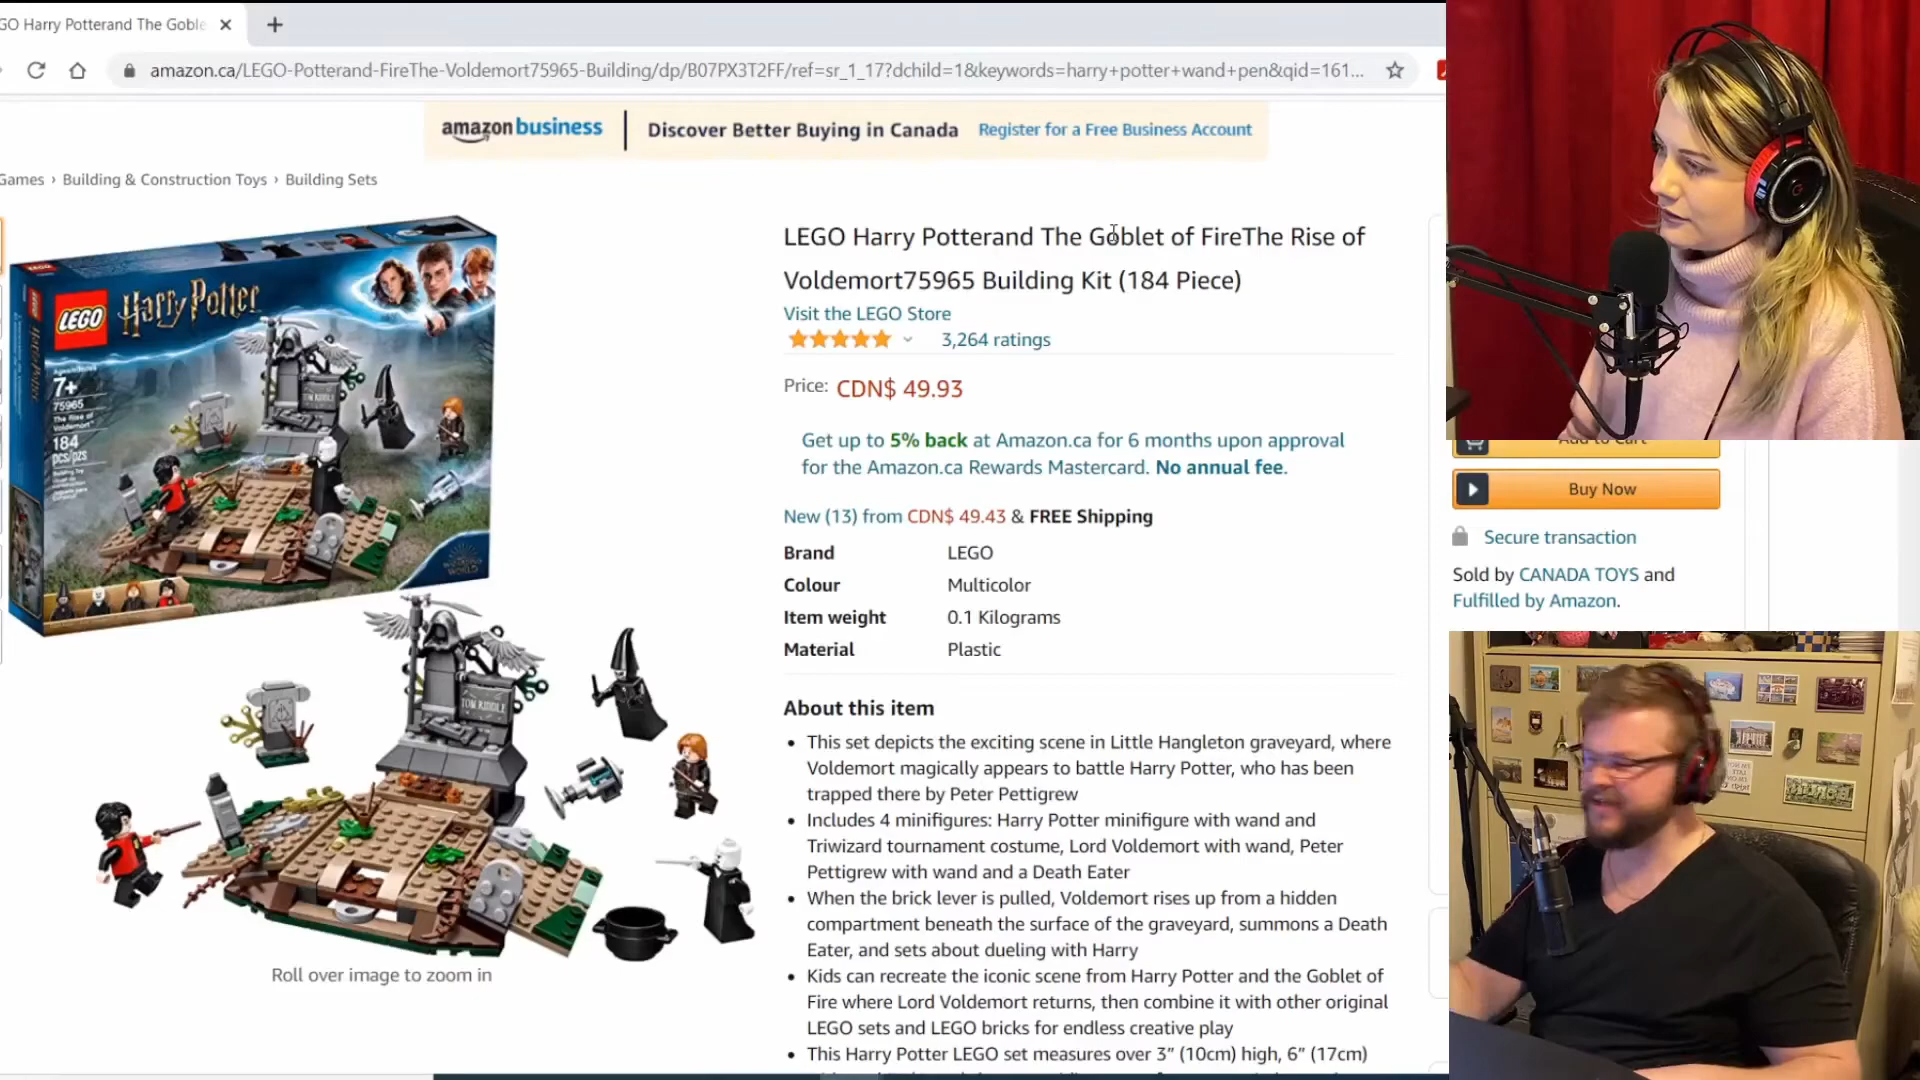 GO Harry Potterand The Goble
amazon.ca/LEGO-Potterand-FireThe-Voldemort75965-Building/dp/B07PX3T2FF/ref=sr_1_17?dchild=1&keywords=harry+potter+wand+pen&qid=161...
amazon business
Discover Better Buying in Canada
Register for a Free Business Account
Games › Building & Construction Toys › Building Sets
LEGO
Harry Potter
7+
75965
The Rise of
Voldemort
184
pcs/pzs
TOM RIDDLE
TOM RIDDLE
Roll over image to zoom in
LEGO Harry Potterand The Goblet of FireThe Rise of
Voldemort75965 Building Kit (184 Piece)
Visit the LEGO Store
3,264 ratings
Price: CDN$ 49.93
Get up to 5% back at Amazon.ca for 6 months upon approval
for the Amazon.ca Rewards Mastercard. No annual fee.
New (13) from CDN$ 49.43 & FREE Shipping
Brand LEGO
Colour Multicolor
Item weight 0.1 Kilograms
Material Plastic
About this item
• This set depicts the exciting scene in Little Hangleton graveyard, where
Voldemort magically appears to battle Harry Potter, who has been
trapped there by Peter Pettigrew
• Includes 4 minifigures: Harry Potter minifigure with wand and
Triwizard tournament costume, Lord Voldemort with wand, Peter
Pettigrew with wand and a Death Eater
• When the brick lever is pulled, Voldemort rises up from a hidden
compartment beneath the surface of the graveyard, summons a Death
Eater, and sets about dueling with Harry
• Kids can recreate the iconic scene from Harry Potter and the Goblet of
Fire where Lord Voldemort returns, then combine it with other original
LEGO sets and LEGO bricks for endless creative play
• This Harry Potter LEGO set measures over 3” (10cm) high, 6” (17cm)
Add to Cart
Buy Now
Secure transaction
Sold by CANADA TOYS and
Fulfilled by Amazon.